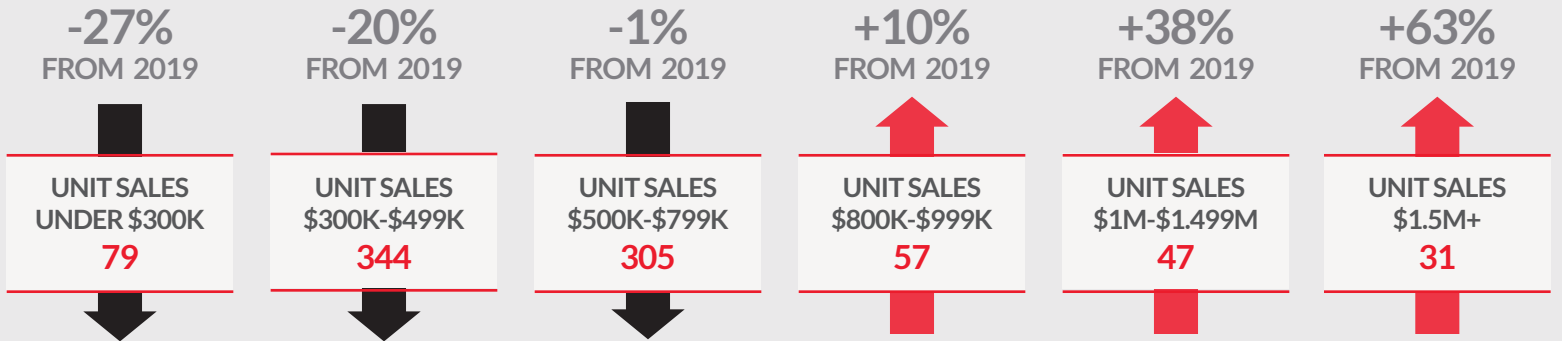 -27%
FROM 2019
UNIT SALES
UNDER $300K
79
-20%
FROM 2019
UNIT SALES
$300K-$499K
344
-1%
FROM 2019
UNIT SALES
$500K-$799K
305
+10%
FROM 2019
UNIT SALES
$800K-$999K
57
+38%
FROM 2019
UNIT SALES
$1M-$1.499M
47
+63%
FROM 2019
UNIT SALES
$1.5M+
31